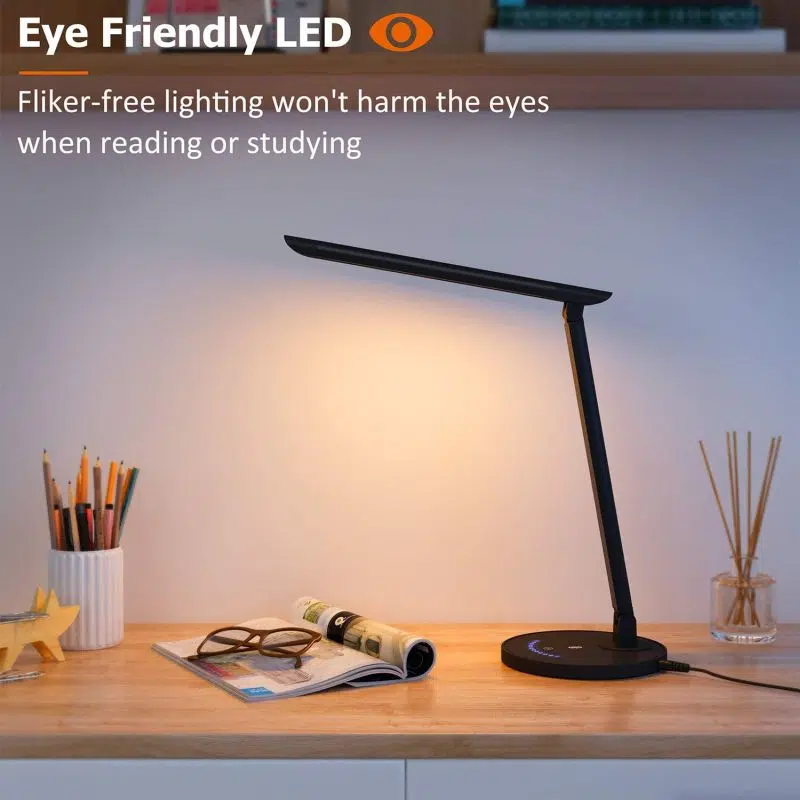 Eye Friendly LED
Fliker-free lighting won't harm the eyes
when reading or studying